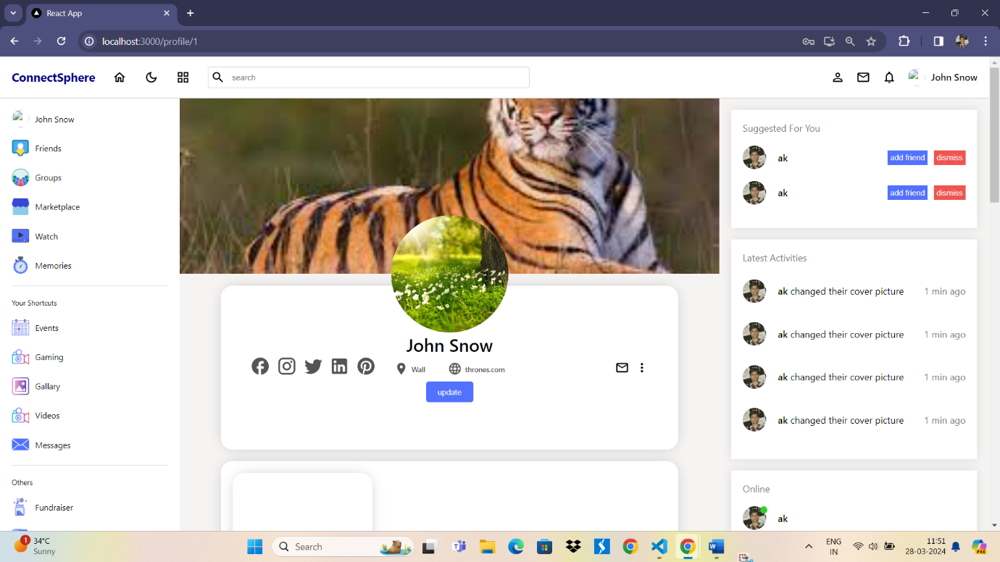 React App
localhost:3000/profile/1
ConnectSphere
search
John Snow
John Snow
Friends
Groups
Marketplace
Watch
Memories
Your Shortcuts
Events
Gaming
Gallary
Videos
Messages
Others
Fundraiser
John Snow
Wall
thrones.com
update
Suggested For You
ak
add friend
dismiss
ak
add friend
dismiss
Latest Activities
ak changed their cover picture
1 min ago
ak changed their cover picture
1 min ago
ak changed their cover picture
1 min ago
ak changed their cover picture
1 min ago
Online
ak
1
34°C
Sunny
Search
ENG
IN
11:51
28-03-2024
PRE